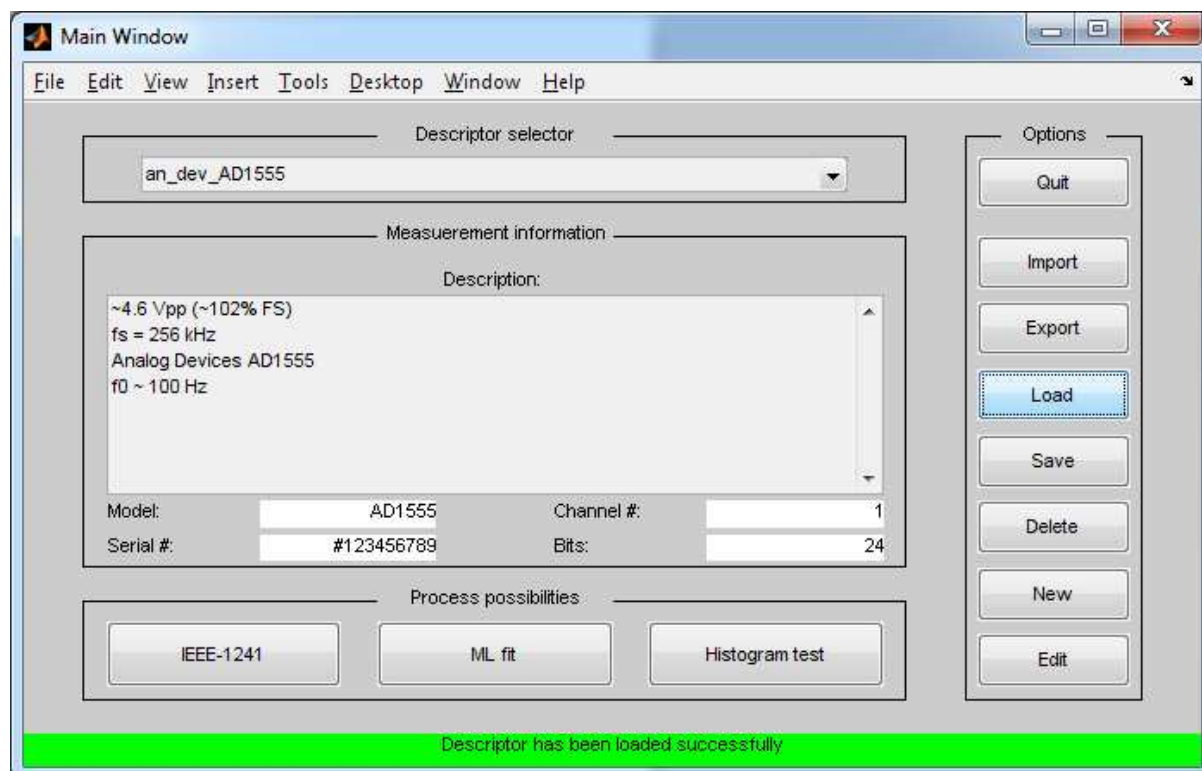 Main Window
File Edit View Insert Tools Desktop Window Help
Descriptor selector
an_dev_AD1555
Measuerement information
Description:
~4.6 Vpp (~102% FS)
fs = 256 kHz
Analog Devices AD1555
f0 ~ 100 Hz
Model: AD1555 Channel #: 1
Serial #: #123456789 Bits: 24
Process possibilities
IEEE-1241 ML fit Histogram test
Options
Quit
Import
Export
Load
Save
Delete
New
Edit
Descriptor has been loaded successfully